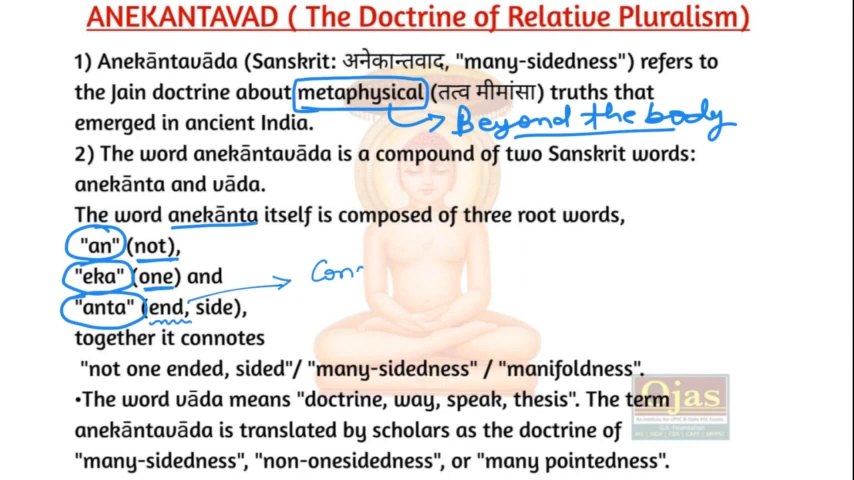 ANEKANTAVAD ( The Doctrine of Relative Pluralism)
1) Anekāntavāda (Sanskrit: अनेकान्तवाद, "many-sidedness") refers to
the Jain doctrine about metaphysical (तत्व मीमांसा) truths that
emerged in ancient India.
Beyond the body
2) The word anekāntavāda is a compound of two Sanskrit words:
anekānta and vāda.
The word anekānta itself is composed of three root words,
"an" (not),
"eka" (one) and
Con
"anta" (end, side),
together it connotes
"not one ended, sided"/ "many-sidedness" / "manifoldness".
•The word vāda means "doctrine, way, speak, thesis". The term
anekāntavāda is translated by scholars as the doctrine of
"many-sidedness", "non-onesidedness", or "many pointedness".
Ojas